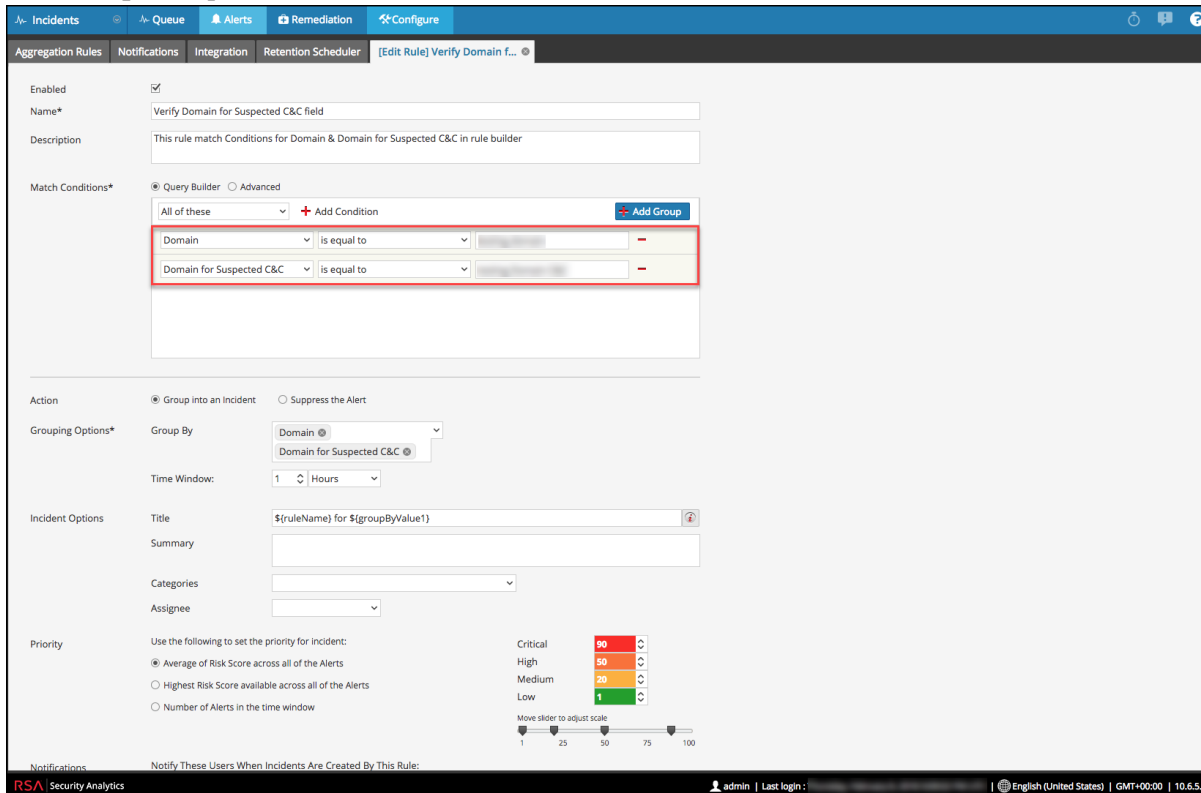 Incidents Queue Alerts Remediation Configure
Aggregation Rules Notifications Integration Retention Scheduler [Edit Rule] Verify Domain f...
Enabled
Name* Verify Domain for Suspected C&C field
Description This rule match Conditions for Domain & Domain for Suspected C&C in rule builder
Match Conditions* Query Builder Advanced
All of these Add Condition Add Group
Domain is equal to
Domain for Suspected C&C is equal to
Action Group into an Incident Suppress the Alert
Grouping Options* Group By Domain
Domain for Suspected C&C
Time Window: 1 Hours
Incident Options Title ${ruleName} for ${groupByValue1}
Summary
Categories
Assignee
Priority Use the following to set the priority for incident: Critical 90
Average of Risk Score across all of the Alerts High 50
Highest Risk Score available across all of the Alerts Medium 20
Number of Alerts in the time window Low 1
Move slider to adjust scale
1 25 50 75 100
Notifications Notify These Users When Incidents Are Created By This Rule:
RSA Security Analytics admin | Last login : | English (United States) | GMT+00:00 | 10.6.5